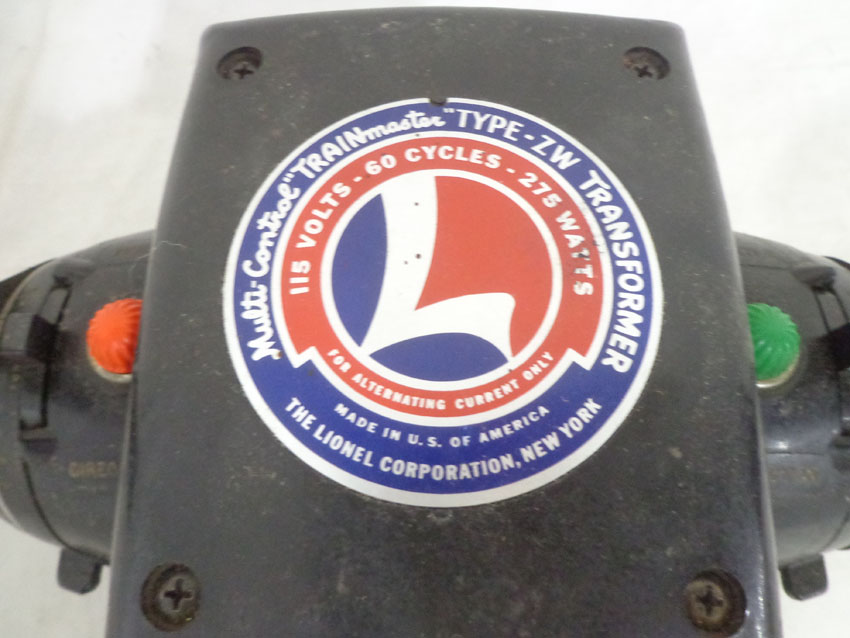 Multi-Control "TRAINmaster" TYPE-ZW TRANSFORMER
115 VOLTS - 60 CYCLES - 275 WATTS
FOR ALTERNATING CURRENT ONLY
MADE IN U.S. OF AMERICA
THE LIONEL CORPORATION, NEW YORK